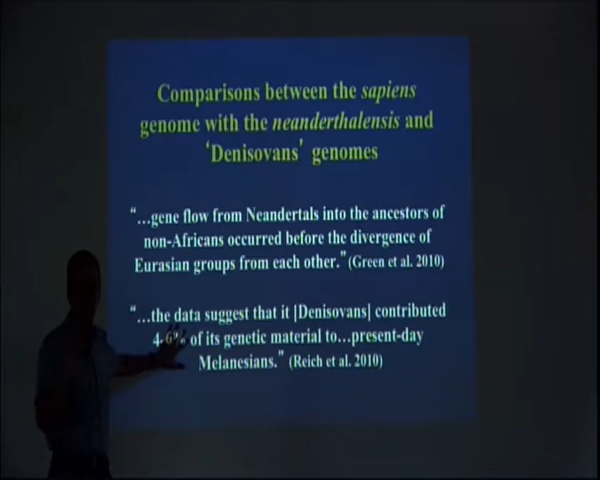 Comparisons between the sapiens
genome with the neanderthalensis and
‘Denisovans’ genomes
“…gene flow from Neandertals into the ancestors of
non-Africans occurred before the divergence of
Eurasian groups from each other.” (Green et al. 2010)
“…the data suggest that it [Denisovans] contributed
4-6% of its genetic material to…present-day
Melanesians.” (Reich et al. 2010)